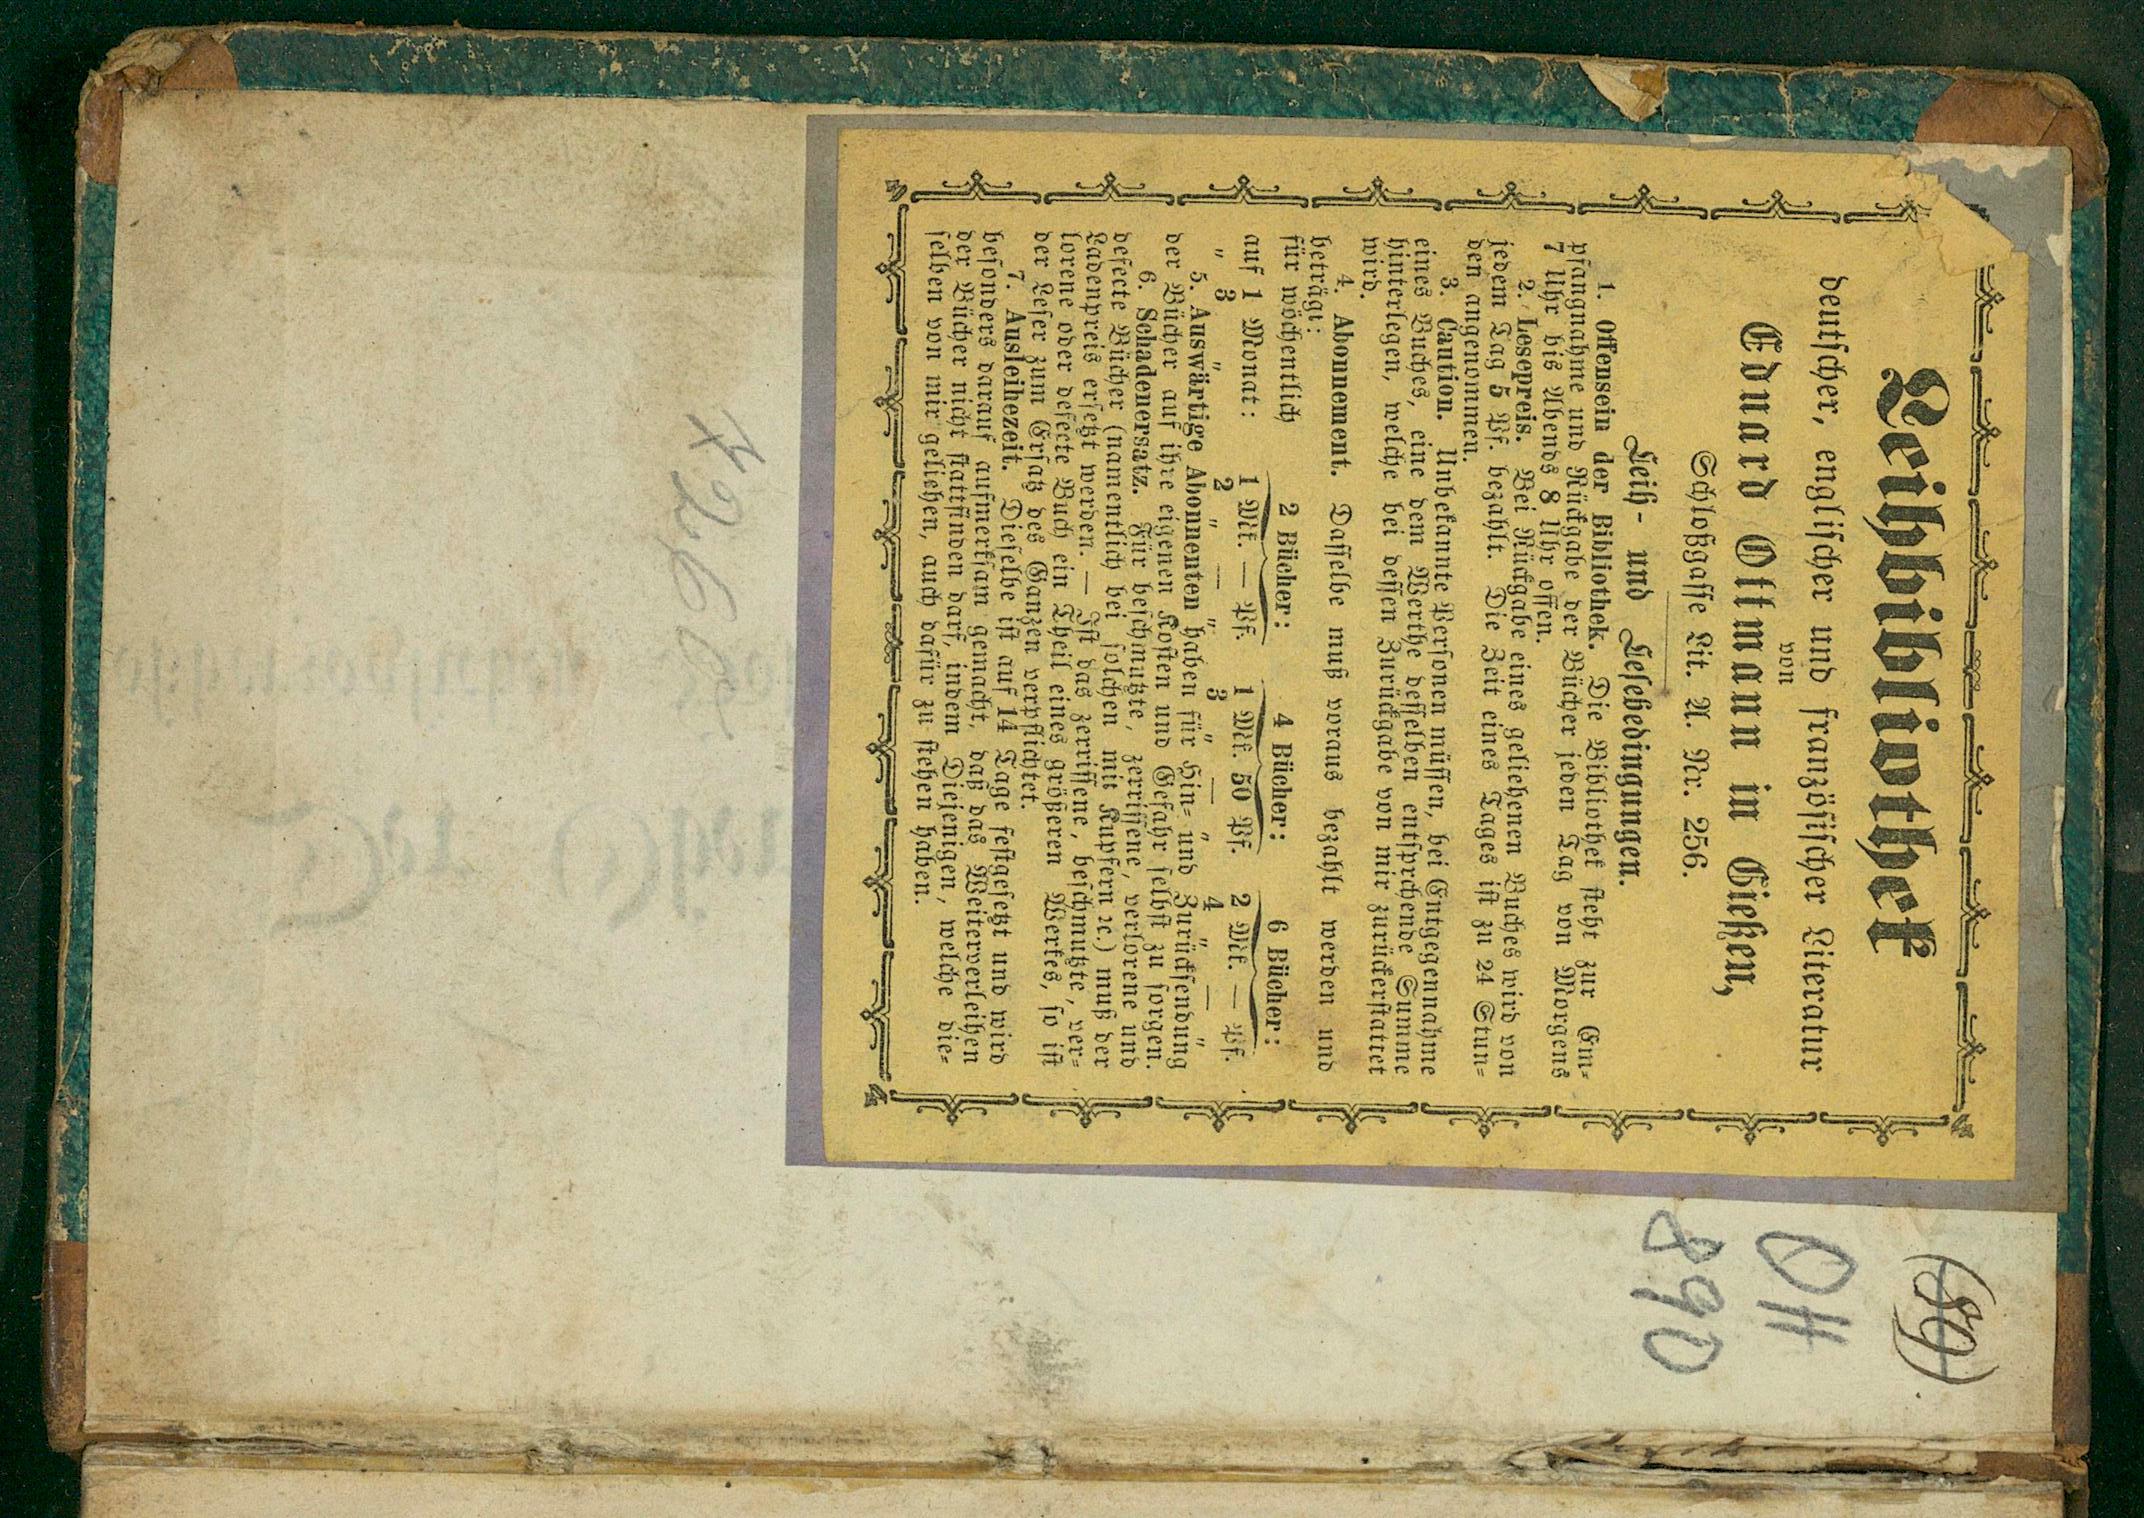 Leihbibliothek
deutscher, englischer und französischer Literatur
von
Eduard Ottmann in Gießen,
Schloßgasse Lit. A. Nr. 256.
Leih- und Lesebedingungen.
1. Offensein der Bibliothek. Die Bibliothek steht zur Em-
pfangnahme und Rückgabe der Bücher jeden Tag von Morgens
7 Uhr bis Abends 8 Uhr offen.
2. Lesepreis. Bei Rückgabe eines geliehenen Buches wird von
jedem Tag 5 Pf. bezahlt. Die Zeit eines Tages ist zu 24 Stun-
den angenommen.
3. Caution. Unbekannte Personen müssen, bei Entgegennahme
eines Buches, eine dem Werthe desselben entsprchende Summe
hinterlegen, welche bei dessen Zurückgabe von mir zurückerstattet
wird.
4. Abonnement. Dasselbe muß voraus bezahlt werden und
beträgt:
für wöchentlich 2 Bücher: 4 Bücher: 6 Bücher:
auf 1 Monat: 1 Mk. — Pf. 1 Mk. 50 Pf. 2 Mk. — Pf.
" 3 " 2 " — " 3 " — " 4 " — "
5. Auswärtige Abonnenten haben für Hin- und Zurücksendung
der Bücher auf ihre eigenen Kosten und Gefahr selbst zu sorgen.
6. Schadenersatz. Für beschmutzte, zerrissene, verlorene und
defecte Bücher (namentlich bei solchen mit Kupfern ꝛc.) muß der
Ladenpreis ersetzt werden. — Ist das zerrissene, beschmutzte, ver-
lorene oder defecte Buch ein Theil eines größeren Werkes, so ist
der Leser zum Ersatz des Ganzen verpflichtet.
7. Ausleihezeit. Dieselbe ist auf 14 Tage festgesetzt und wird
besonders darauf aufmerksam gemacht, daß das Weiterverleihen
der Bücher nicht stattfinden darf, indem Diejenigen, welche die-
selben von mir geliehen, auch dafür zu stehen haben.
(89)
OH
890